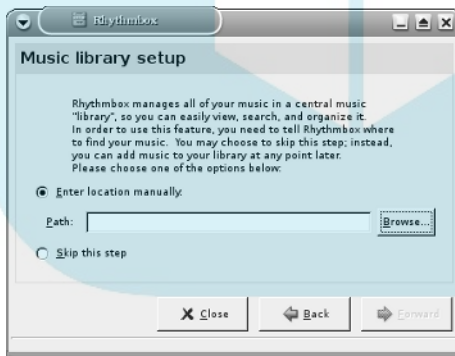 Rhythmbox
Music library setup
Rhythmbox manages all of your music in a central music
"library", so you can easily view, search, and organize it.
In order to use this feature, you need to tell Rhythmbox where
to find your music. You may choose to skip this step; instead,
you can add music to your library at any point later.
Please choose one of the options below:
Enter location manually:
Path: Browse...
Skip this step
Close Back Forward